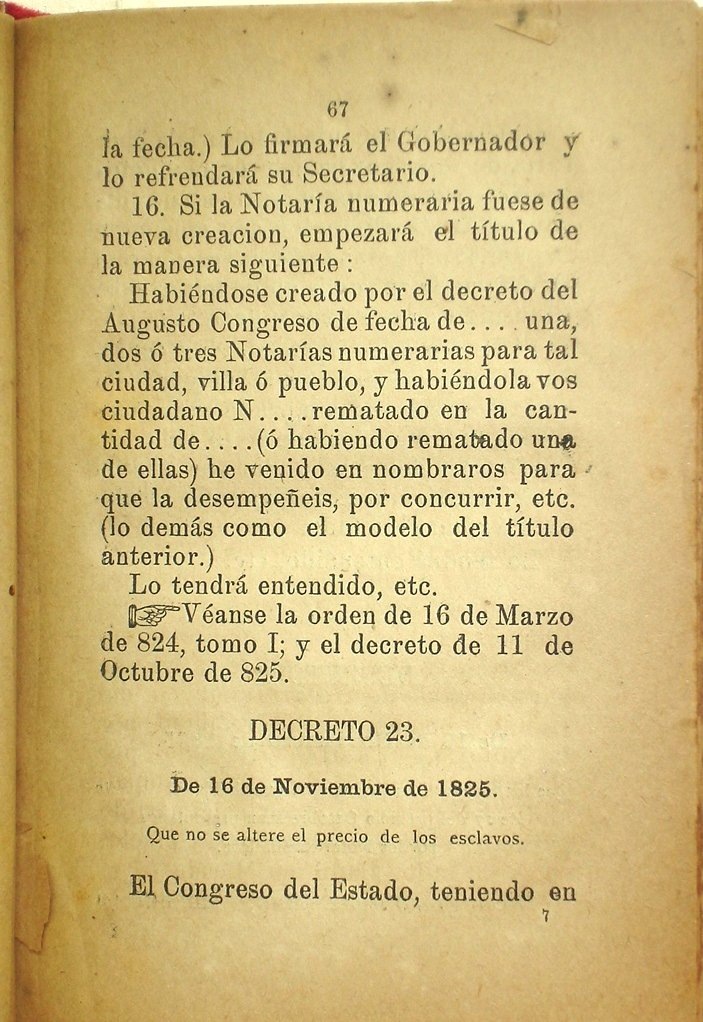 67
la fecha.) Lo firmará el Gobernador y
lo refrendará su Secretario.
16. Si la Notaría numeraria fuese de
nueva creacion, empezará el título de
la manera siguiente :
Habiéndose creado por el decreto del
Augusto Congreso de fecha de.... una,
dos ó tres Notarías numerarias para tal
ciudad, villa ó pueblo, y habiéndola vos
ciudadano N....rematado en la can-
tidad de....(ó habiendo rematado una
de ellas) he venido en nombraros para
que la desempeñeis, por concurrir, etc.
(lo demás como el modelo del título
anterior.)
Lo tendrá entendido, etc.
☞Véanse la orden de 16 de Marzo
de 824, tomo I; y el decreto de 11 de
Octubre de 825.
DECRETO 23.
De 16 de Noviembre de 1825.
Que no se altere el precio de los esclavos.
El Congreso del Estado, teniendo en
7